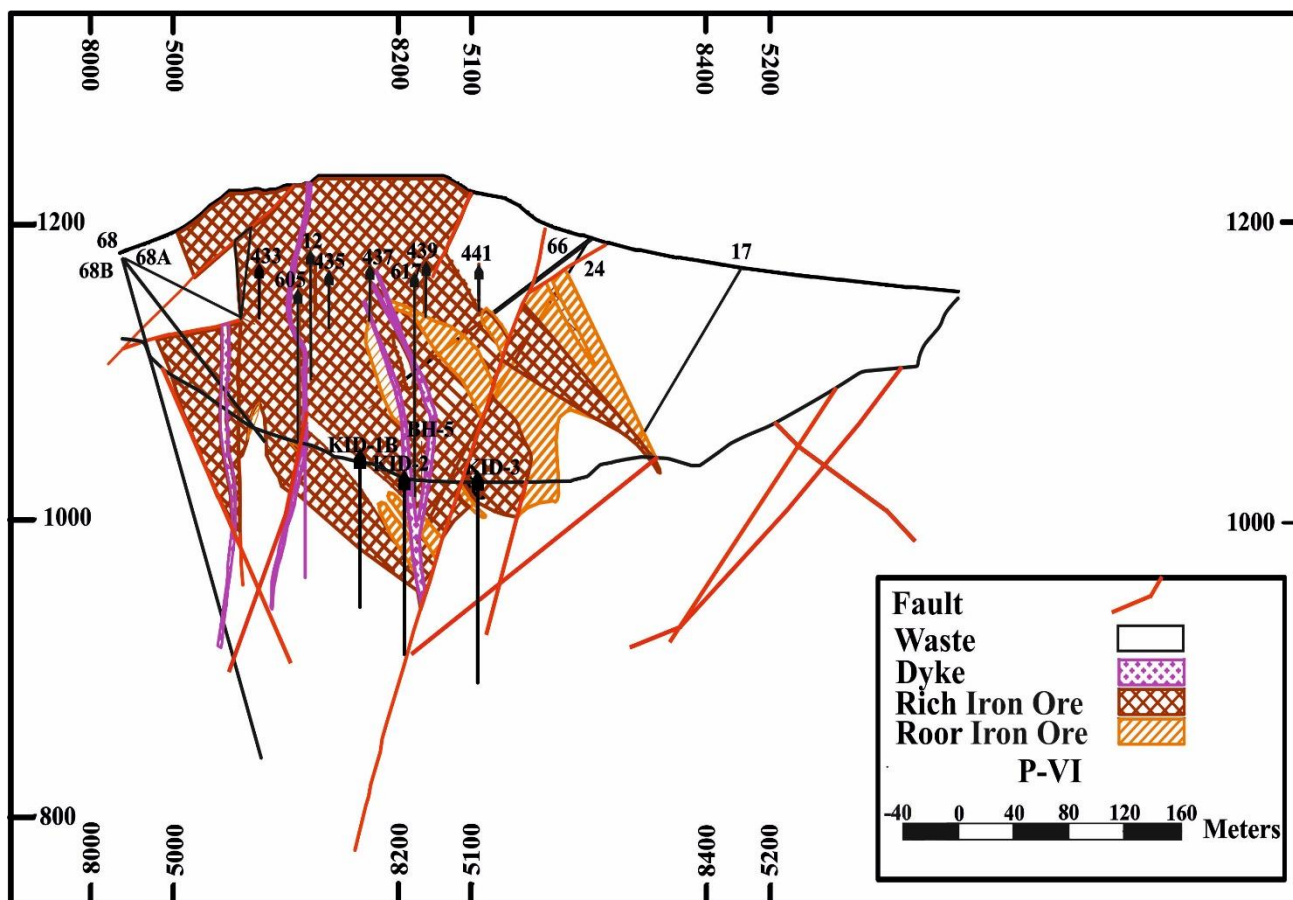 8000 5000 8200 5100 8400 5200
1200 1200
68 68A 12 439 441 66 17
68B 433 435 437 617 24
605
BH-5
KID-1B
KID-2 KID-3
1000 1000
Fault
Waste
Dyke
Rich Iron Ore
Roor Iron Ore
P-VI
-40 0 40 80 120 160 Meters
800
8000 5000 8200 5100 8400 5200